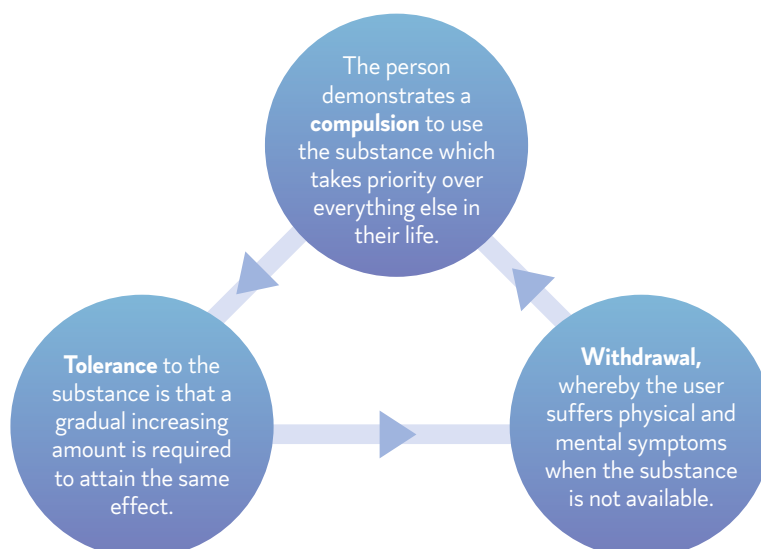 The person
demonstrates a
compulsion to use
the substance which
takes priority over
everything else in
their life.
Tolerance to the
substance is that a
gradual increasing
amount is required
to attain the same
effect.
Withdrawal,
whereby the user
suffers physical and
mental symptoms
when the substance
is not available.